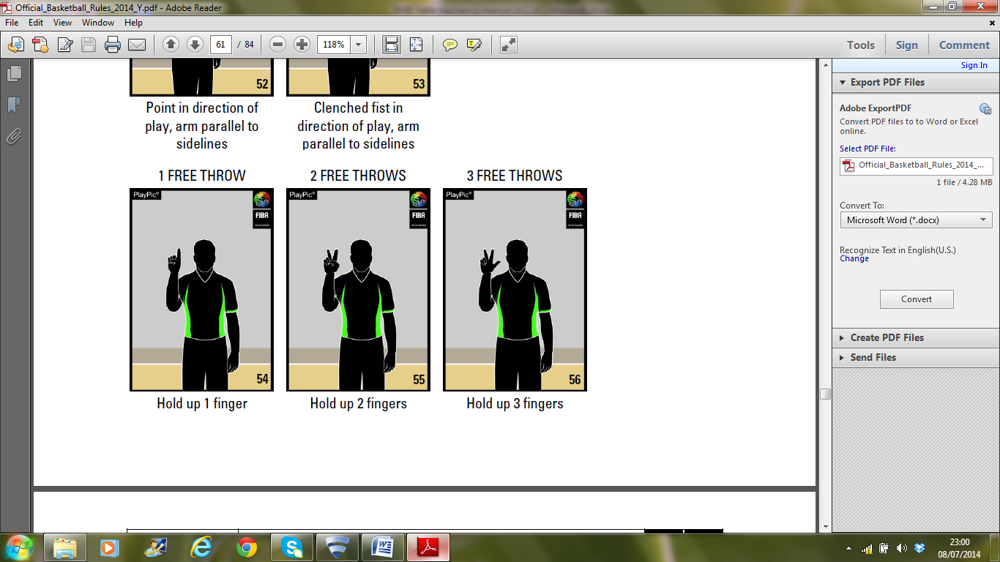 Official_Basketball_Rules_2014_Y.pdf - Adobe Reader
File Edit View Window Help
61 / 84 118% Tools Sign Comment
Sign In
52 53
Point in direction of play, arm parallel to sidelines
Clenched fist in direction of play, arm parallel to sidelines
1 FREE THROW 2 FREE THROWS 3 FREE THROWS
PlayPic® PlayPic® PlayPic®
FIBA FIBA FIBA
54 55 56
Hold up 1 finger Hold up 2 fingers Hold up 3 fingers
Export PDF Files
Adobe ExportPDF
Convert PDF files to to Word or Excel
online.
Select PDF File:
Official_Basketball_Rules_2014_...
1 file / 4.28 MB
Convert To:
Microsoft Word (*.docx)
Recognize Text in English(U.S.)
Change
Convert
Create PDF Files
Send Files
23:00
08/07/2014